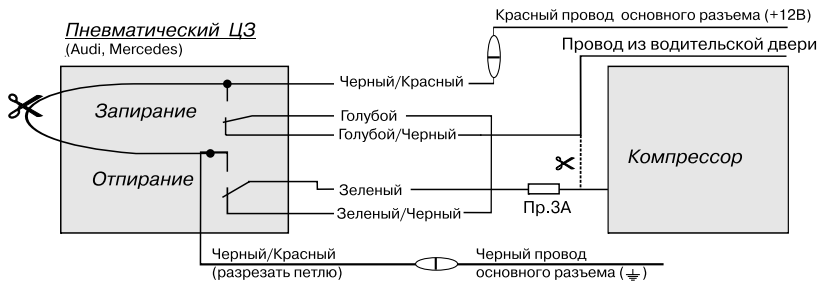 Красный провод основного разъема (+12В)
Пневматический ЦЗ
(Audi, Mercedes)
Провод из водительской двери
Черный/Красный
Запирание
Голубой
Голубой/Черный
Компрессор
Отпирание
Зеленый
Пр.3А
Зеленый/Черный
Черный/Красный
(разрезать петлю)
Черный провод
основного разъема (⏚)